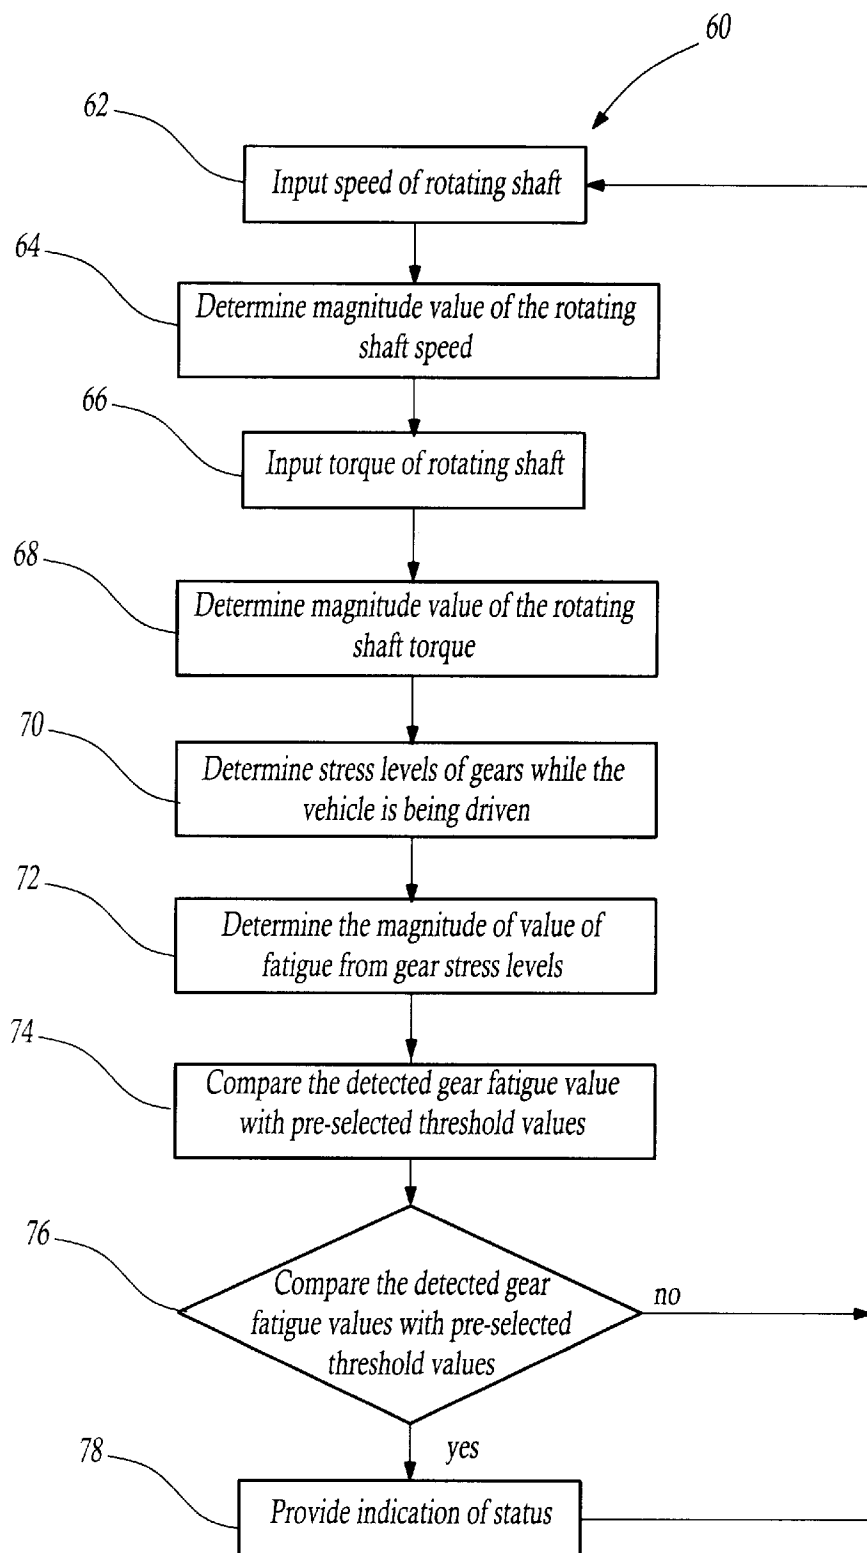 60
62
Input speed of rotating shaft
64
Determine magnitude value of the rotating
shaft speed
66
Input torque of rotating shaft
68
Determine magnitude value of the rotating
shaft torque
70
Determine stress levels of gears while the
vehicle is being driven
72
Determine the magnitude of value of
fatigue from gear stress levels
74
Compare the detected gear fatigue value
with pre-selected threshold values
76
Compare the detected gear
fatigue values with pre-selected
threshold values
no
yes
78
Provide indication of status